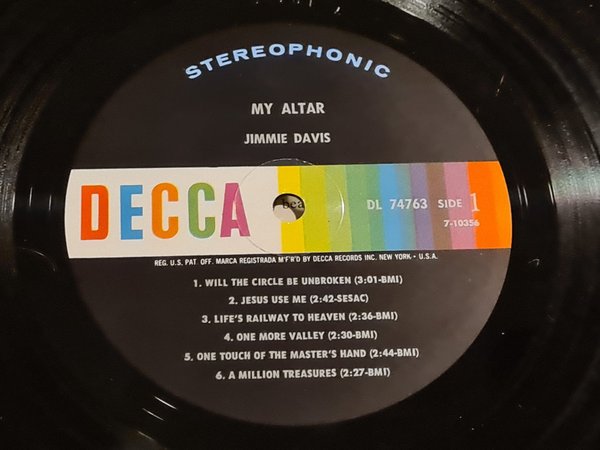 STEREOPHONIC
MY ALTAR
JIMMIE DAVIS
DECCA DL 74763 SIDE 1
7-10356
REG. U.S. PAT OFF. MARCA REGISTRADA M'F'R'D BY DECCA RECORDS INC. NEW YORK • U.S.A.
1. WILL THE CIRCLE BE UNBROKEN (3:01-BMI)
2. JESUS USE ME (2:42-SESAC)
3. LIFE'S RAILWAY TO HEAVEN (2:36-BMI)
4. ONE MORE VALLEY (2:30-BMI)
5. ONE TOUCH OF THE MASTER'S HAND (2:44-BMI)
6. A MILLION TREASURES (2:27-BMI)